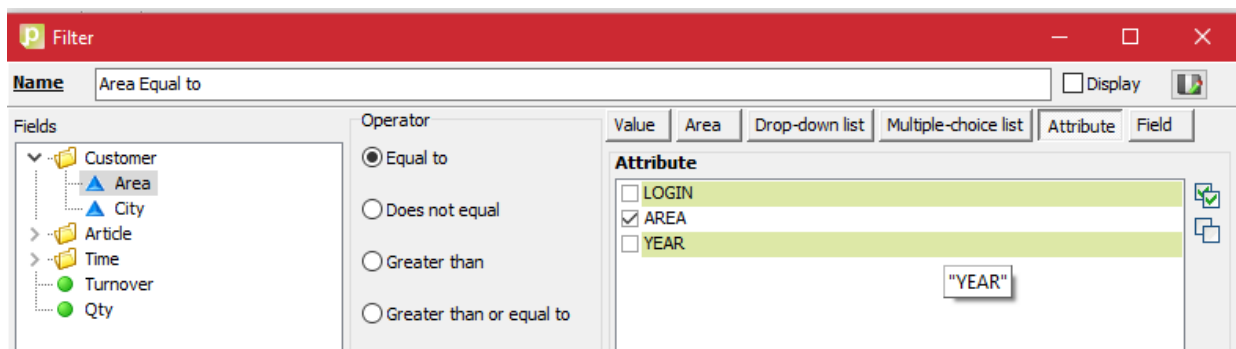 Filter
Name Area Equal to Display
Fields
Customer
Area
City
Article
Time
Turnover
Qty
Operator
Equal to
Does not equal
Greater than
Greater than or equal to
Value Area Drop-down list Multiple-choice list Attribute Field
Attribute
LOGIN
AREA
YEAR
"YEAR"